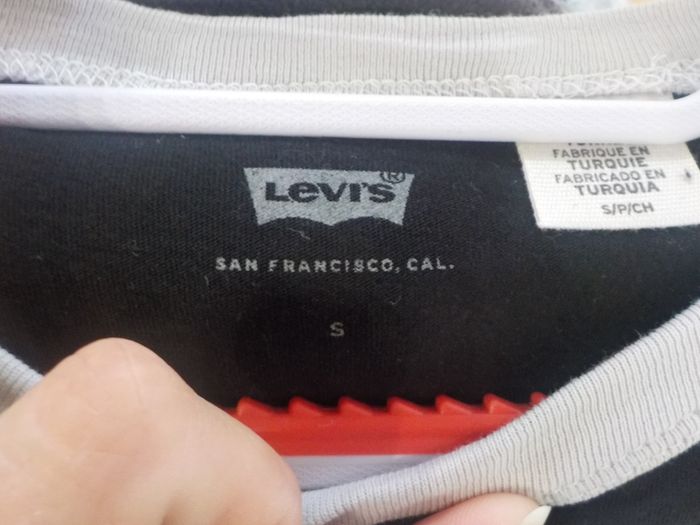 LEVI'S ®
SAN FRANCISCO, CAL.
S
FABRIQUE EN
TURQUIE
FABRICADO EN
TURQUIA
S/P/CH